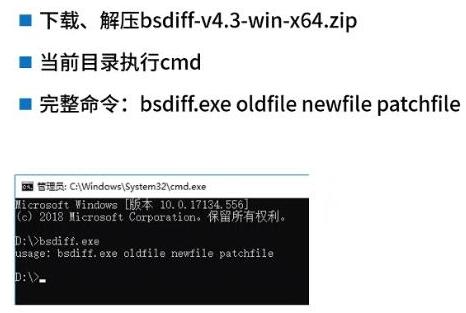 下载、解压bsdiff-v4.3-win-x64.zip
当前目录执行cmd
完整命令：bsdiff.exe oldfile newfile patchfile
管理员: C:\Windows\System32\cmd.exe
Microsoft Windows [版本 10.0.17134.556]
(c) 2018 Microsoft Corporation。保留所有权利。
D:\>bsdiff.exe
usage: bsdiff.exe oldfile newfile patchfile
D:\>